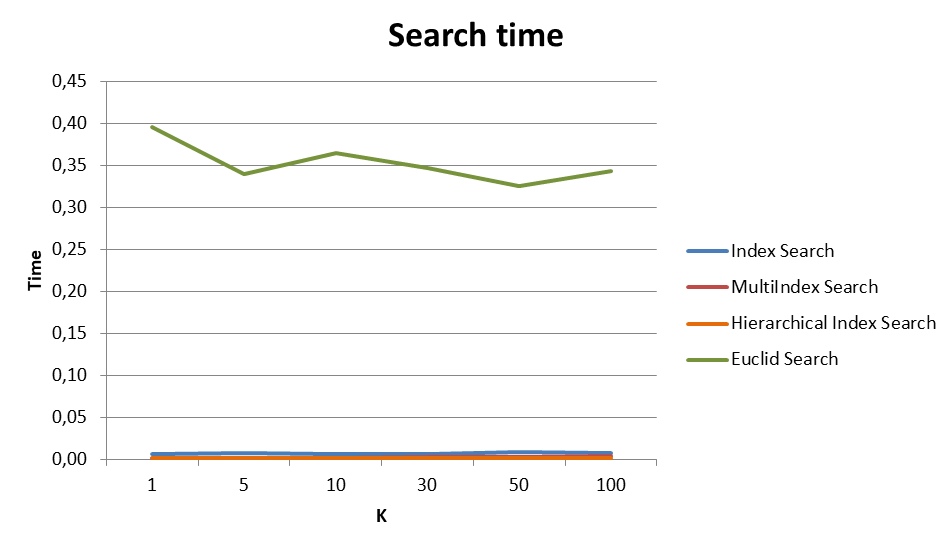 Search time
0,45
0,40
0,35
0,30
0,25
0,20
0,15
0,10
0,05
0,00
Time
1 5 10 30 50 100
K
Index Search
MultiIndex Search
Hierarchical Index Search
Euclid Search